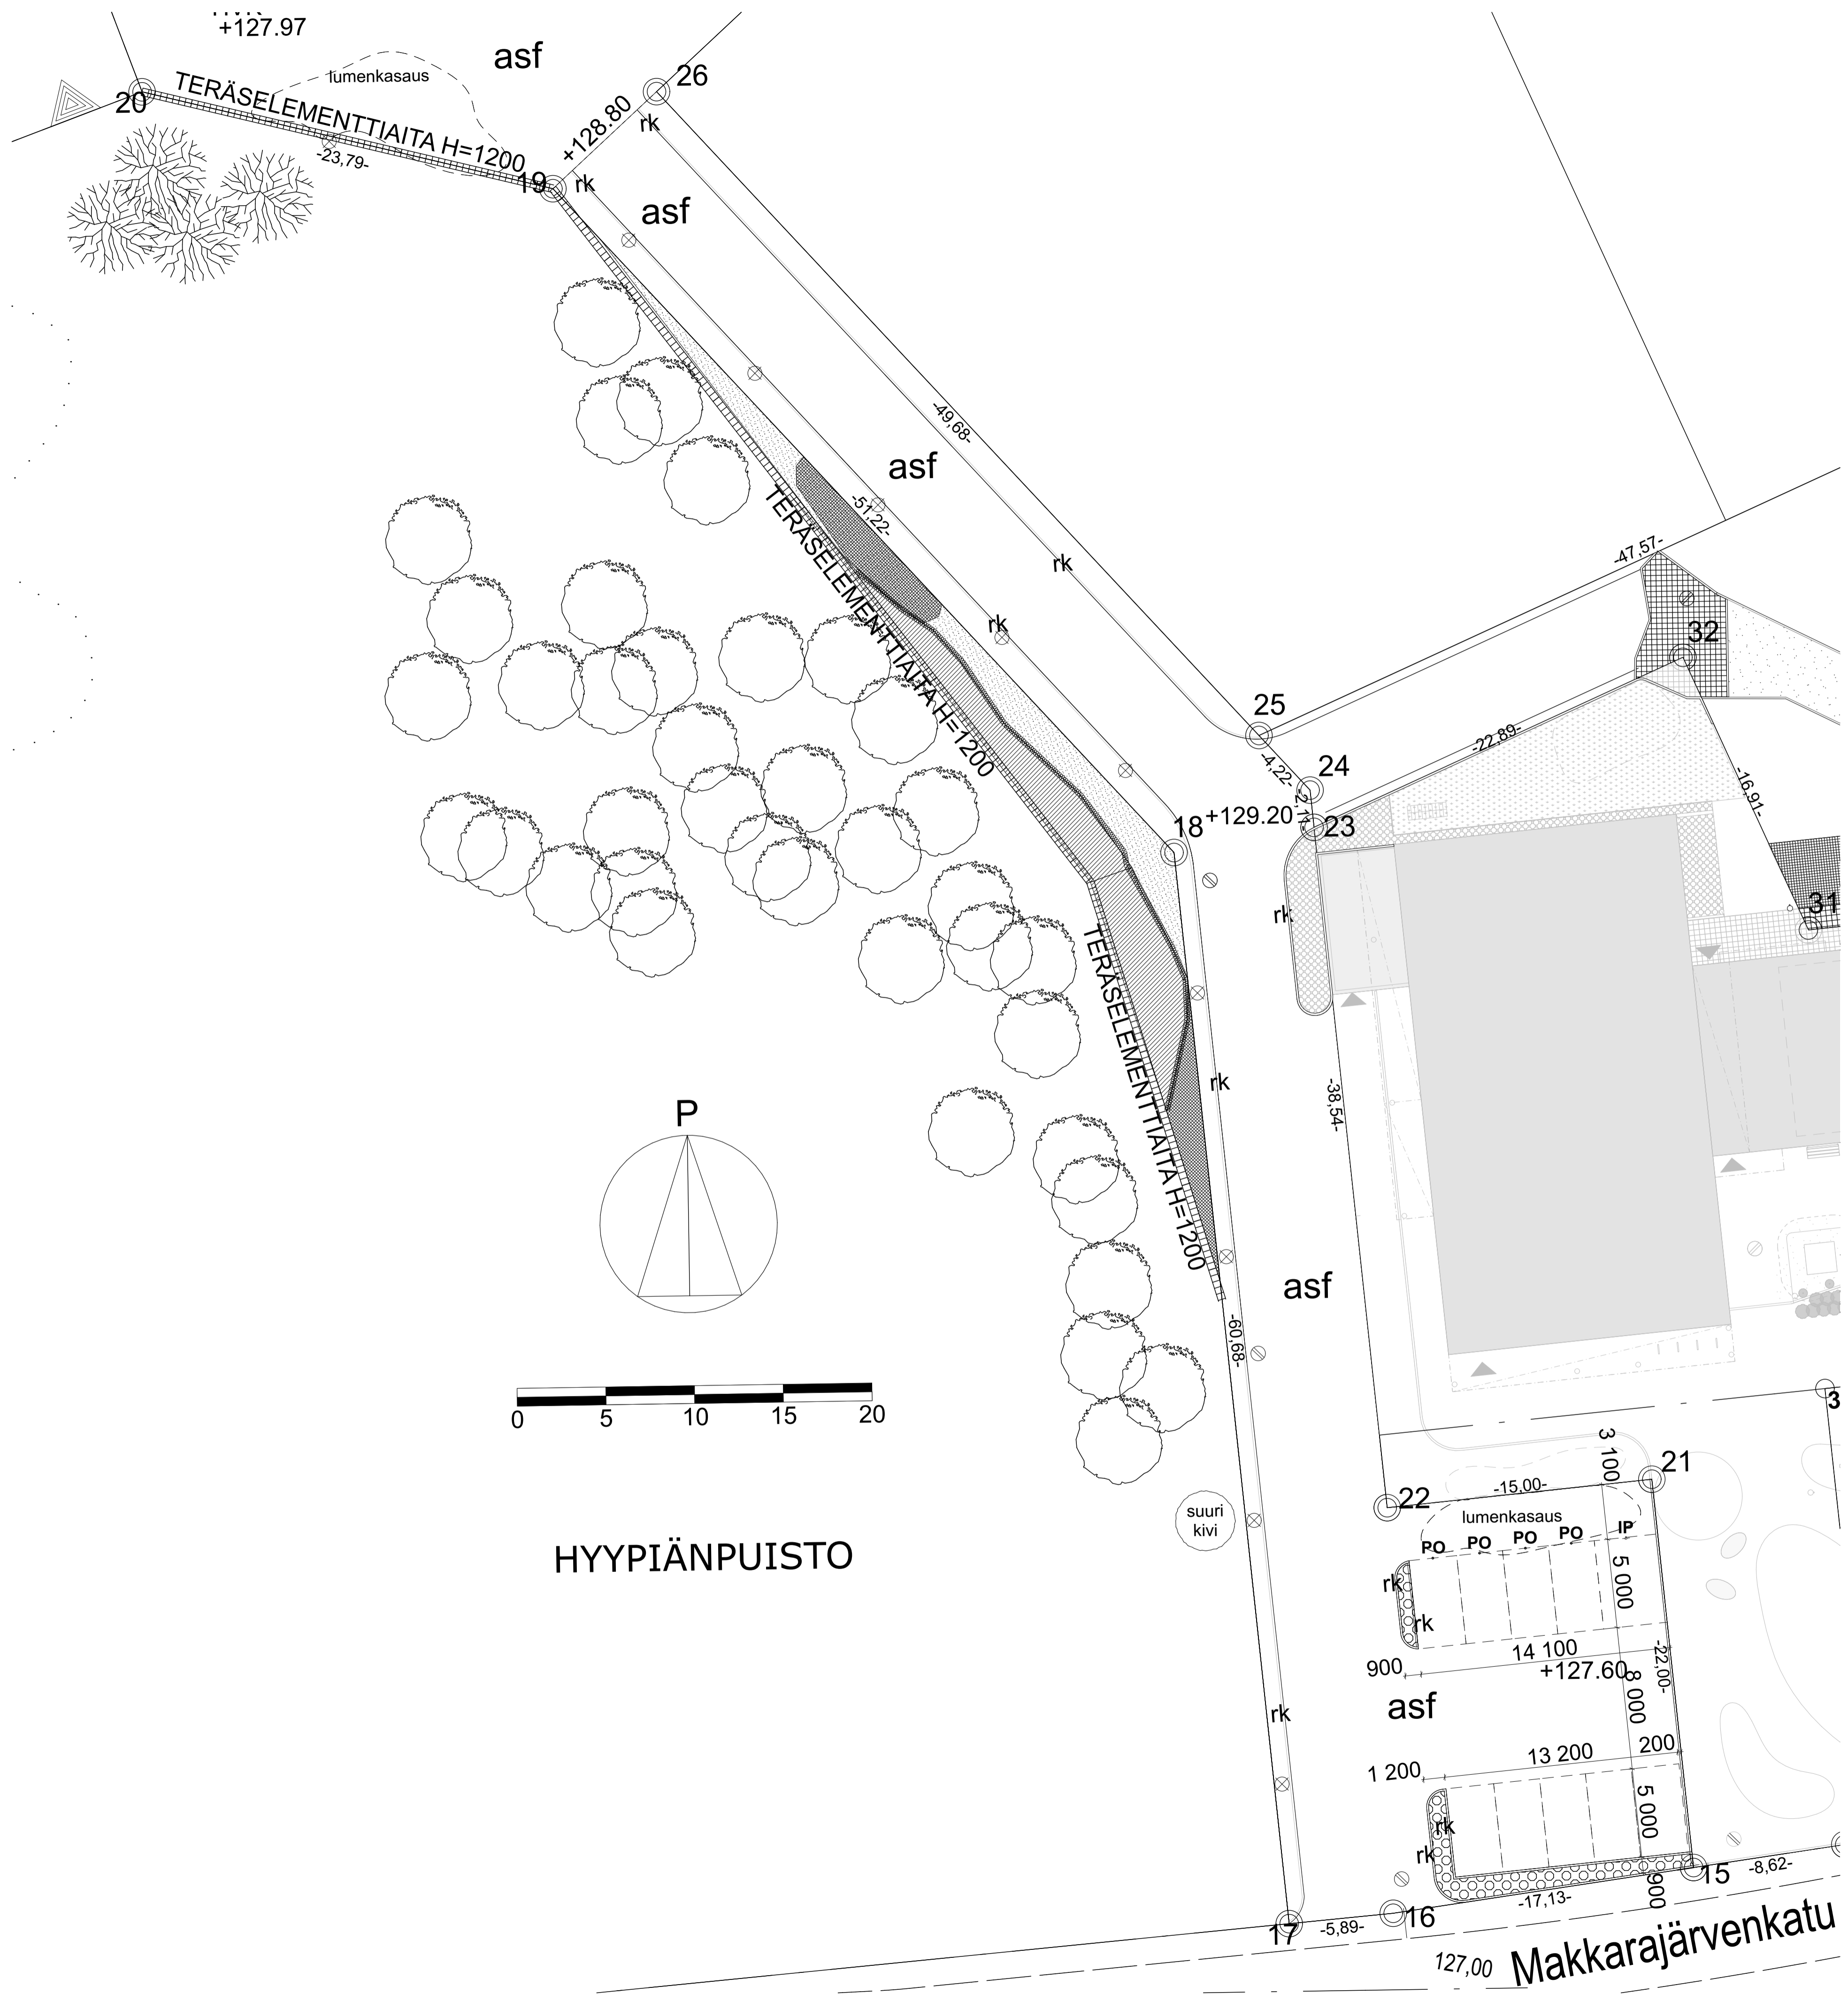 +127.97
asf
lumenkasaus
20
TERÄSELEMENTTIAITA H=1200
-23,79-
19
26
+128.80
rk
rk
asf
-49,68-
asf
-51,22-
TERÄSELEMENTTIAITA H=1200
rk
rk
-47,57-
32
25
-22,89-
-4,22-
24
-16,91-
18
+129.20
23
31
rk
TERÄSELEMENTTIAITA H=1200
rk
-38,54-
P
asf
-60,68-
0 5 10 15 20
3
3 100
21
-15,00-
22
lumenkasaus
suuri
kivi
PO PO PO PO IP
HYYPIÄNPUISTO
rk
rk
5 000
14 100
900
+127.60
-22,00-
8 000
asf
rk
200
13 200
1 200
5 000
rk
rk
15
-8,62-
900
-17,13-
16
17
-5,89-
127,00
Makkarajärvenkatu